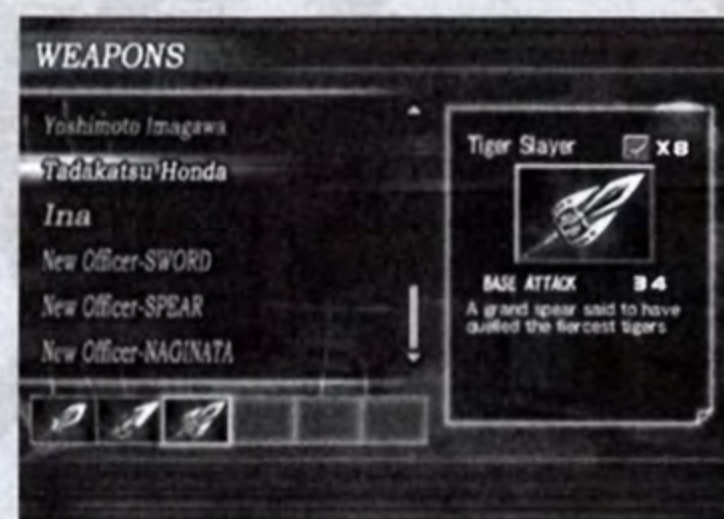 WEAPONS
Yoshimoto Imagawa
Tadakatsu Honda
Ina
New Officer-SWORD
New Officer-SPEAR
New Officer-NAGINATA
Tiger Slayer X8
BASE ATTACK 34
A grand spear said to have
quelled the fiercest tigers